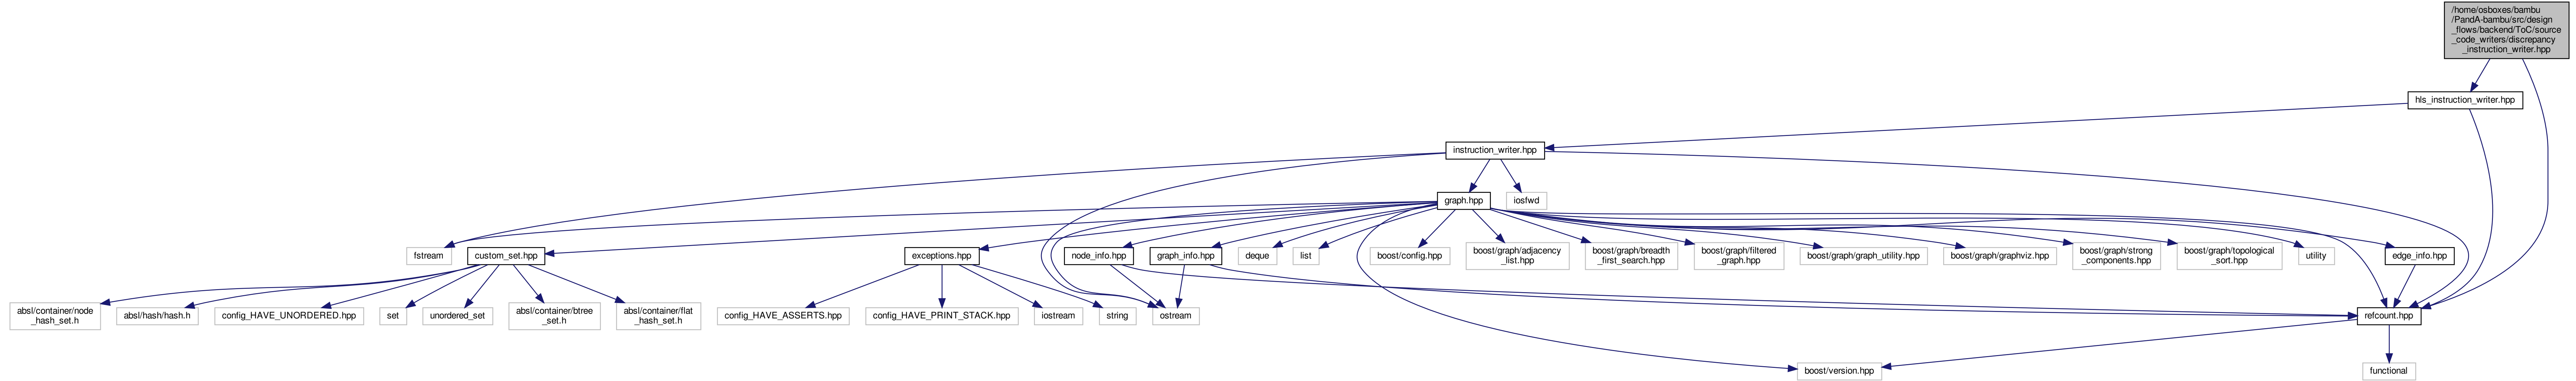 /home/osboxes/bambu
/PandA-bambu/src/design
_flows/backend/ToC/source
_code_writers/discrepancy
_instruction_writer.hpp
hls_instruction_writer.hpp
instruction_writer.hpp
graph.hpp
iosfwd
fstream
custom_set.hpp
exceptions.hpp
node_info.hpp
graph_info.hpp
deque
list
boost/config.hpp
boost/graph/adjacency
_list.hpp
boost/graph/breadth
_first_search.hpp
boost/graph/filtered
_graph.hpp
boost/graph/graph_utility.hpp
boost/graph/graphviz.hpp
boost/graph/strong
_components.hpp
boost/graph/topological
_sort.hpp
utility
edge_info.hpp
absl/container/node
_hash_set.h
absl/hash/hash.h
config_HAVE_UNORDERED.hpp
set
unordered_set
absl/container/btree
_set.h
absl/container/flat
_hash_set.h
config_HAVE_ASSERTS.hpp
config_HAVE_PRINT_STACK.hpp
iostream
string
ostream
refcount.hpp
boost/version.hpp
functional